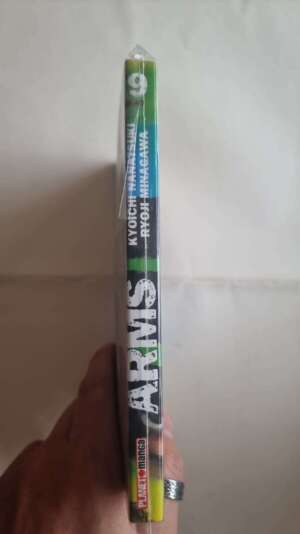 9
KYOICHI NANATSUKI
RYOJI MINAGAWA
ARMS
PLANET manga